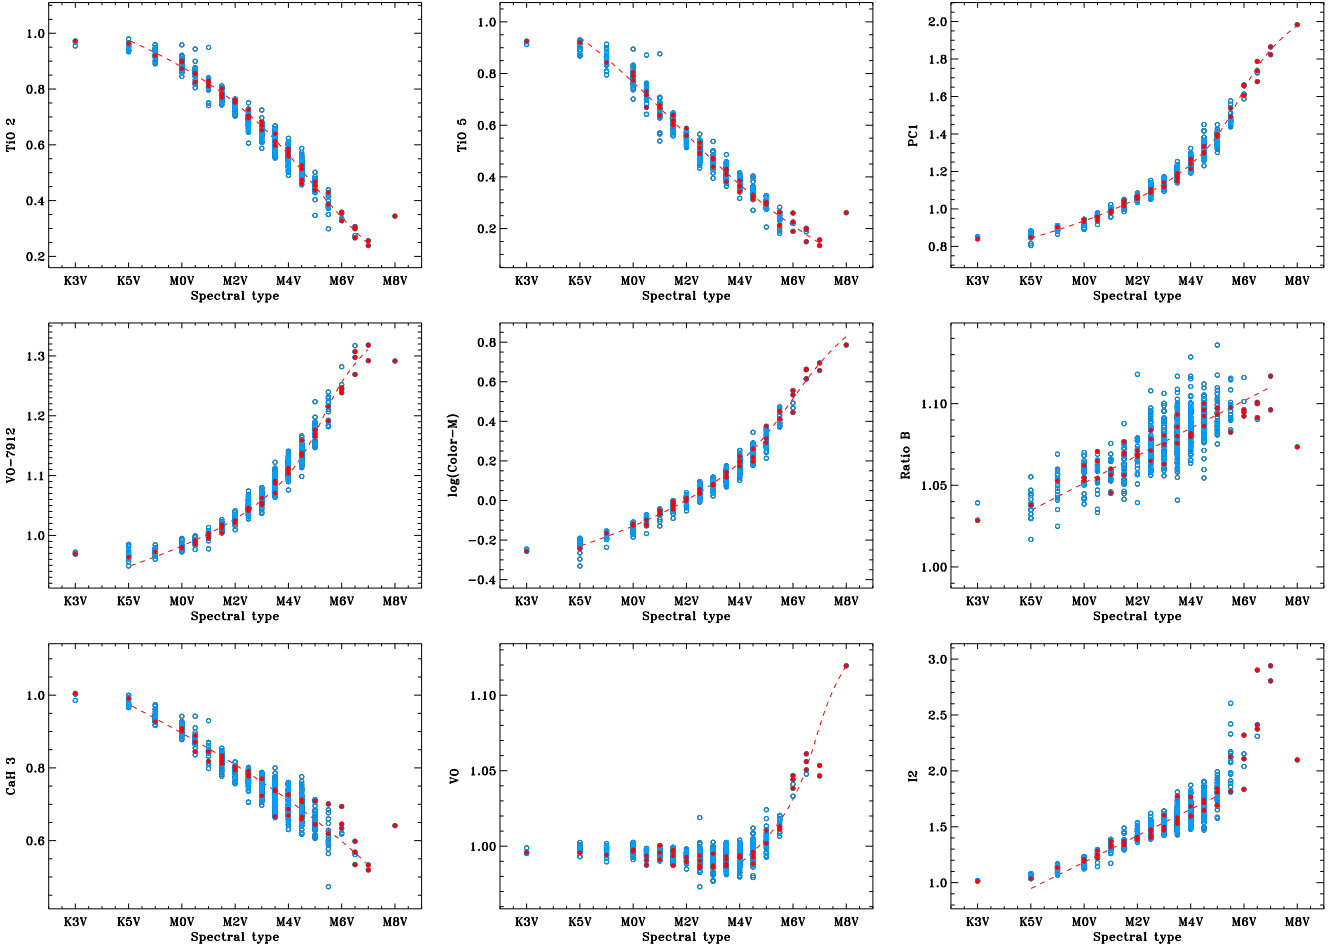 1.0
0.8
0.6
0.4
0.2
TiO 2
K3V K5V M0V M2V M4V M6V M8V
Spectral type
1.0
0.8
0.6
0.4
0.2
TiO 5
K3V K5V M0V M2V M4V M6V M8V
Spectral type
2.0
1.8
1.6
1.4
1.2
1.0
0.8
PC1
K3V K5V M0V M2V M4V M6V M8V
Spectral type
1.3
1.2
1.1
1.0
VO-7912
K3V K5V M0V M2V M4V M6V M8V
Spectral type
0.8
0.6
0.4
0.2
0.0
-0.2
-0.4
log(Color-M)
K3V K5V M0V M2V M4V M6V M8V
Spectral type
1.10
1.05
1.00
Ratio B
K3V K5V M0V M2V M4V M6V M8V
Spectral type
1.0
0.8
0.6
CaH 3
K3V K5V M0V M2V M4V M6V M8V
Spectral type
1.10
1.05
1.00
VO
K3V K5V M0V M2V M4V M6V M8V
Spectral type
3.0
2.5
2.0
1.5
1.0
I2
K3V K5V M0V M2V M4V M6V M8V
Spectral type